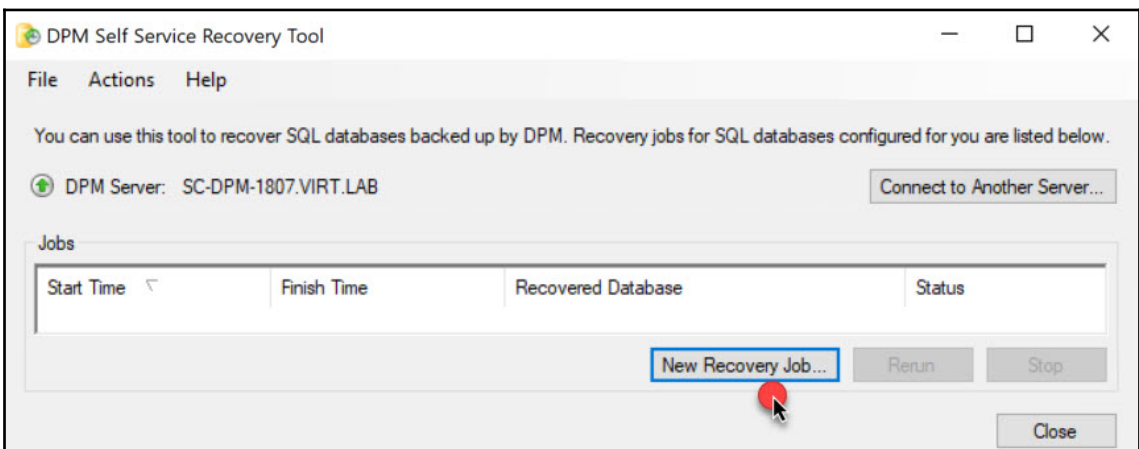 DPM Self Service Recovery Tool
File Actions Help
You can use this tool to recover SQL databases backed up by DPM. Recovery jobs for SQL databases configured for you are listed below.
DPM Server: SC-DPM-1807.VIRT.LAB Connect to Another Server...
Jobs
Start Time Finish Time Recovered Database Status
New Recovery Job... Rerun Stop
Close